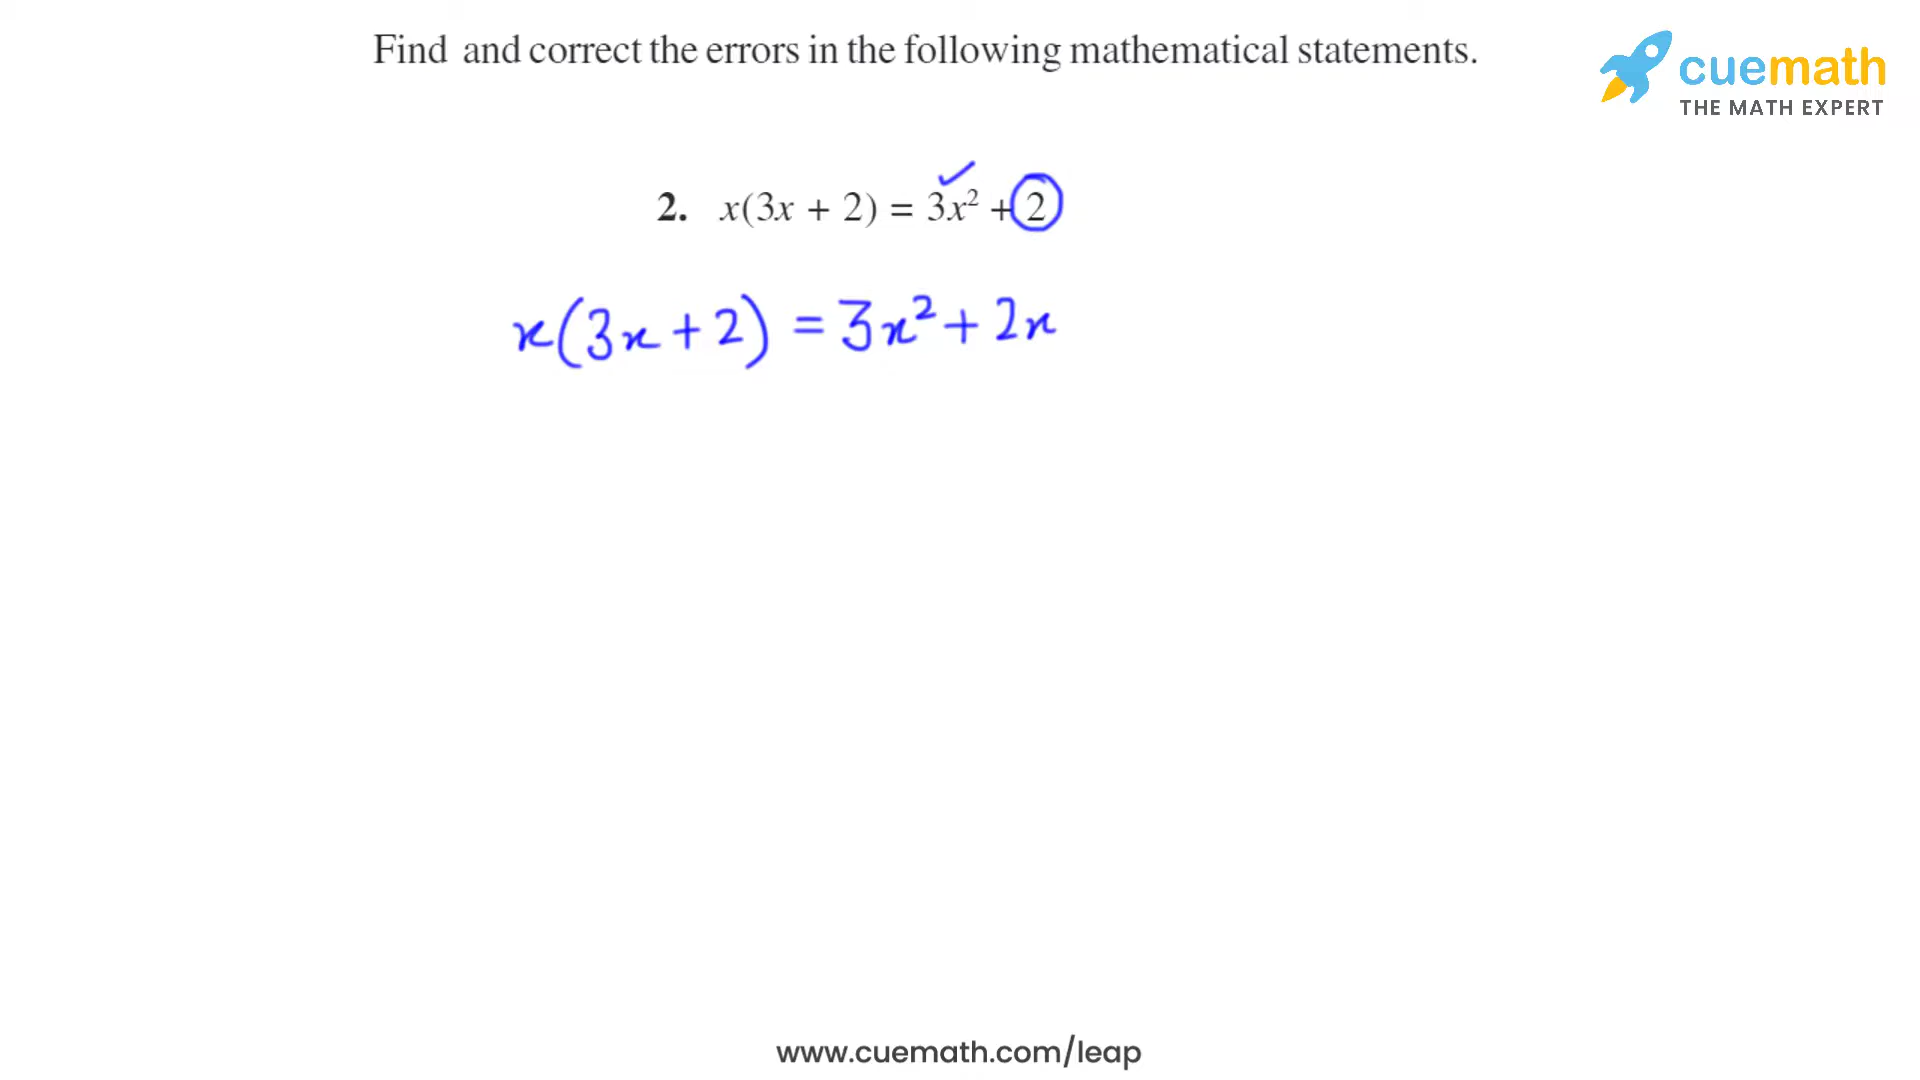 Find and correct the errors in the following mathematical statements.
cuemath
THE MATH EXPERT
2. x(3x + 2) = 3x² + 2
x(3x + 2) = 3x² + 2x
www.cuemath.com/leap